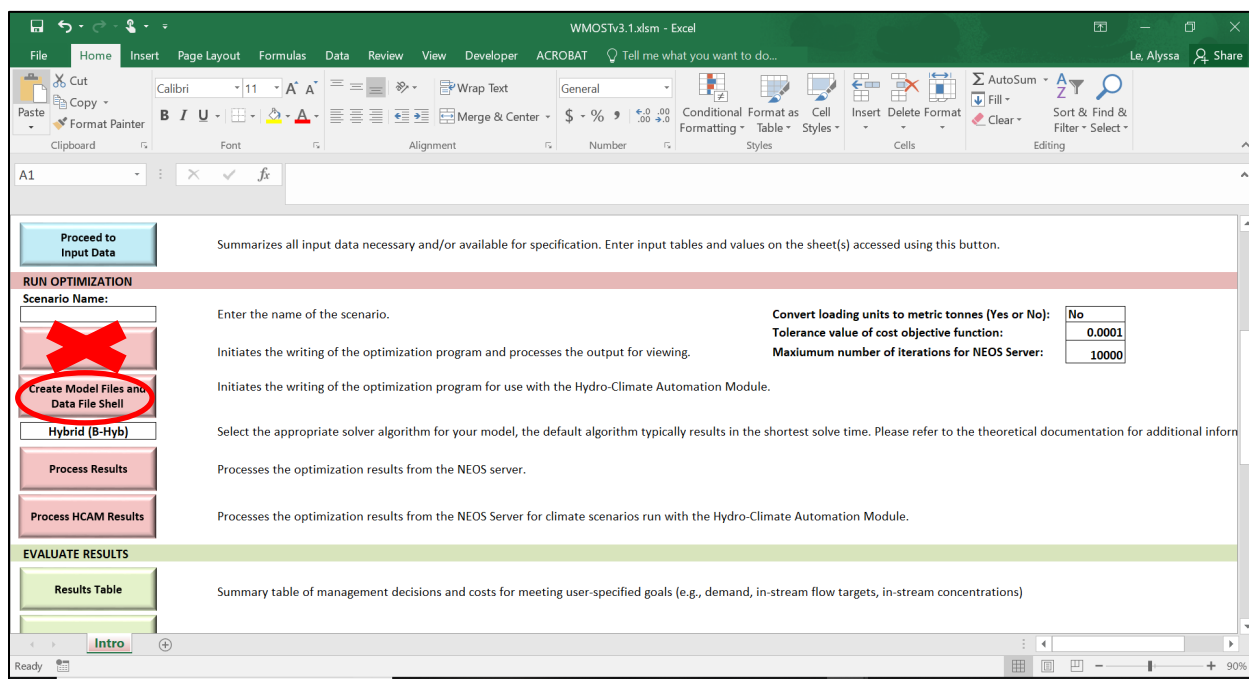 WMOSTv3.1.xlsm - Excel
File Home Insert Page Layout Formulas Data Review View Developer ACROBAT Tell me what you want to do... Le, Alyssa Share
Paste
Cut
Copy
Format Painter
Clipboard
Calibri 11 A A
B I U A
Font
Wrap Text
Merge & Center
Alignment
General
$ % , .0 .00 .00 .0
Number
Conditional Formatting
Format as Table
Cell Styles
Styles
Insert Delete Format
Cells
AutoSum
Fill
Clear
Sort & Filter
Find & Select
Editing
A1 fx
Proceed to
Input Data
Summarizes all input data necessary and/or available for specification. Enter input tables and values on the sheet(s) accessed using this button.
RUN OPTIMIZATION
Scenario Name:
Enter the name of the scenario.
Convert loading units to metric tonnes (Yes or No): No
Tolerance value of cost objective function: 0.0001
Initiates the writing of the optimization program and processes the output for viewing.
Maxiumum number of iterations for NEOS Server: 10000
Create Model Files and
Data File Shell
Initiates the writing of the optimization program for use with the Hydro-Climate Automation Module.
Hybrid (B-Hyb)
Select the appropriate solver algorithm for your model, the default algorithm typically results in the shortest solve time. Please refer to the theoretical documentation for additional inforn
Process Results
Processes the optimization results from the NEOS server.
Process HCAM Results
Processes the optimization results from the NEOS Server for climate scenarios run with the Hydro-Climate Automation Module.
EVALUATE RESULTS
Results Table
Summary table of management decisions and costs for meeting user-specified goals (e.g., demand, in-stream flow targets, in-stream concentrations)
Intro
Ready
90%